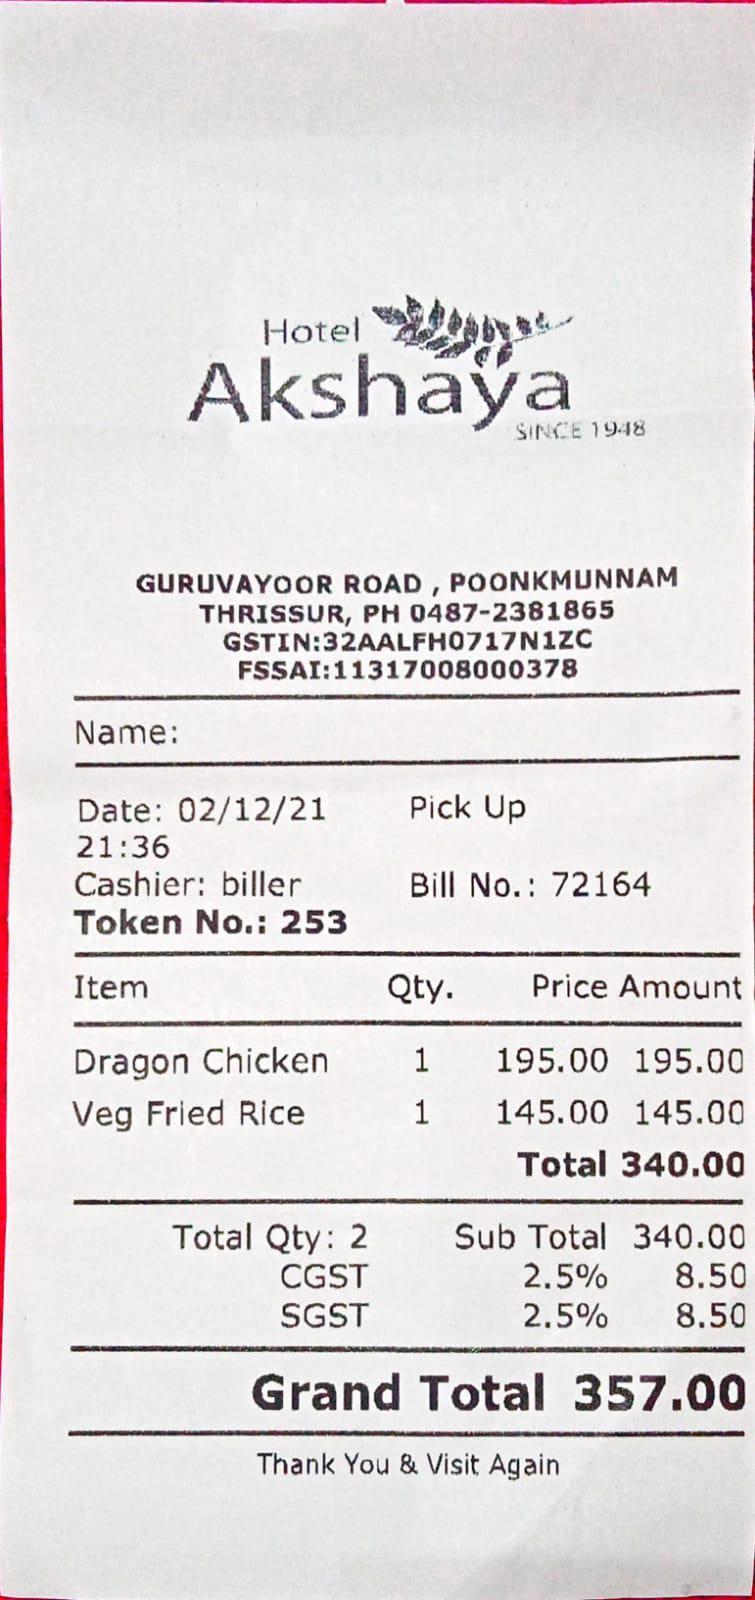 Hotel
Akshaya
SINCE 1948
GURUVAYOOR ROAD , POONKMUNNAM
THRISSUR, PH 0487-2381865
GSTIN:32AALFH0717N1ZC
FSSAI:11317008000378
Name:
Date: 02/12/21 Pick Up
21:36
Cashier: biller Bill No.: 72164
Token No.: 253
Item Qty. Price Amount
Dragon Chicken 1 195.00 195.00
Veg Fried Rice 1 145.00 145.00
Total 340.00
Total Qty: 2 Sub Total 340.00
CGST 2.5% 8.50
SGST 2.5% 8.50
Grand Total 357.00
Thank You & Visit Again